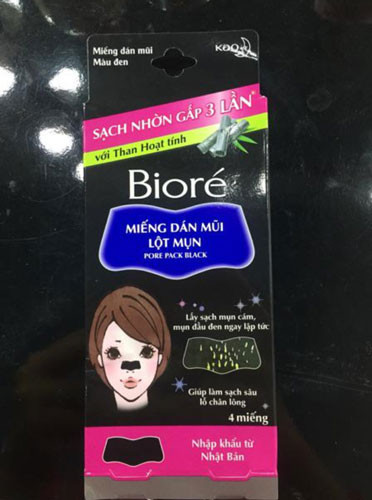 Miếng dán mũi
Màu đen
Kao
SẠCH NHỜN GẤP 3 LẦN*
với Than Hoạt tính
Bioré
MIẾNG DÁN MŨI
LỘT MỤN
PORE PACK BLACK
Lấy sạch mụn cám,
mụn đầu đen ngay lập tức
Giúp làm sạch sâu
lỗ chân lông
4 miếng
Nhập khẩu từ
Nhật Bản